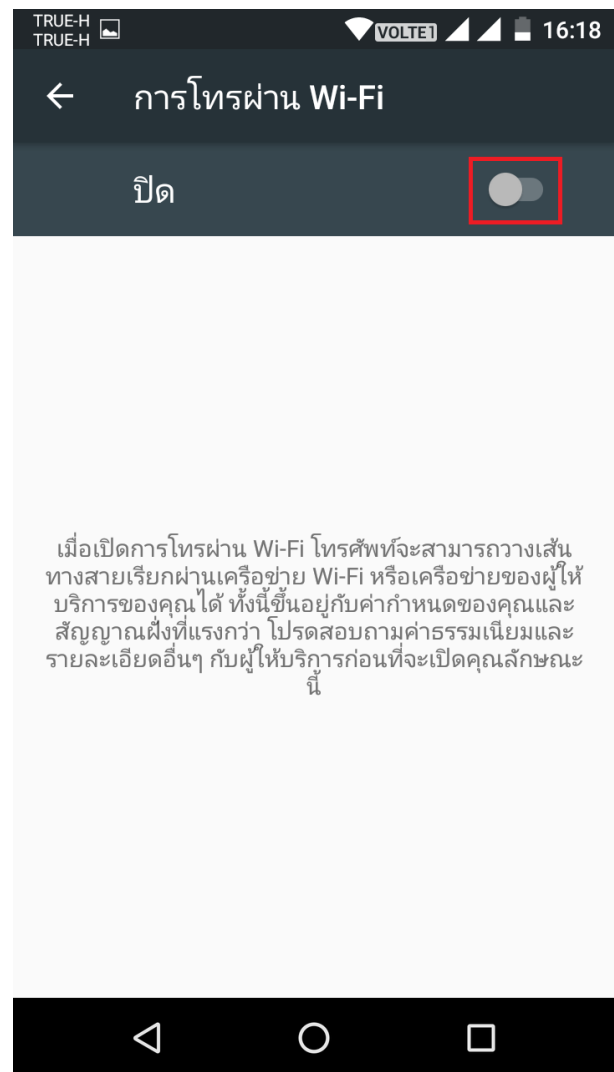 TRUE-H
TRUE-H
VOLTE1
16:18
การโทรผ่าน Wi-Fi
ปิด
เมื่อเปิดการโทรผ่าน Wi-Fi โทรศัพท์จะสามารถวางเส้น
ทางสายเรียกผ่านเครือข่าย Wi-Fi หรือเครือข่ายของผู้ให้
บริการของคุณได้ ทั้งนี้ขึ้นอยู่กับค่ากำหนดของคุณและ
สัญญาณฝั่งที่แรงกว่า โปรดสอบถามค่าธรรมเนียมและ
รายละเอียดอื่นๆ กับผู้ให้บริการก่อนที่จะเปิดคุณลักษณะ
นี้